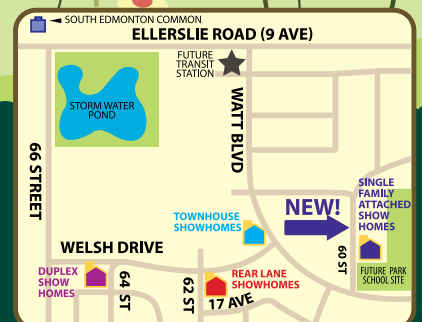 SOUTH EDMONTON COMMON
ELLERSLIE ROAD (9 AVE)
FUTURE
TRANSIT
STATION
STORM WATER
POND
WATT BLVD
66 STREET
SINGLE
FAMILY
ATTACHED
SHOW
HOMES
NEW!
TOWNHOUSE
SHOWHOMES
WELSH DRIVE
60 ST
DUPLEX
SHOW
HOMES
64 ST
62 ST
REAR LANE
SHOWHOMES
17 AVE
FUTURE PARK
SCHOOL SITE